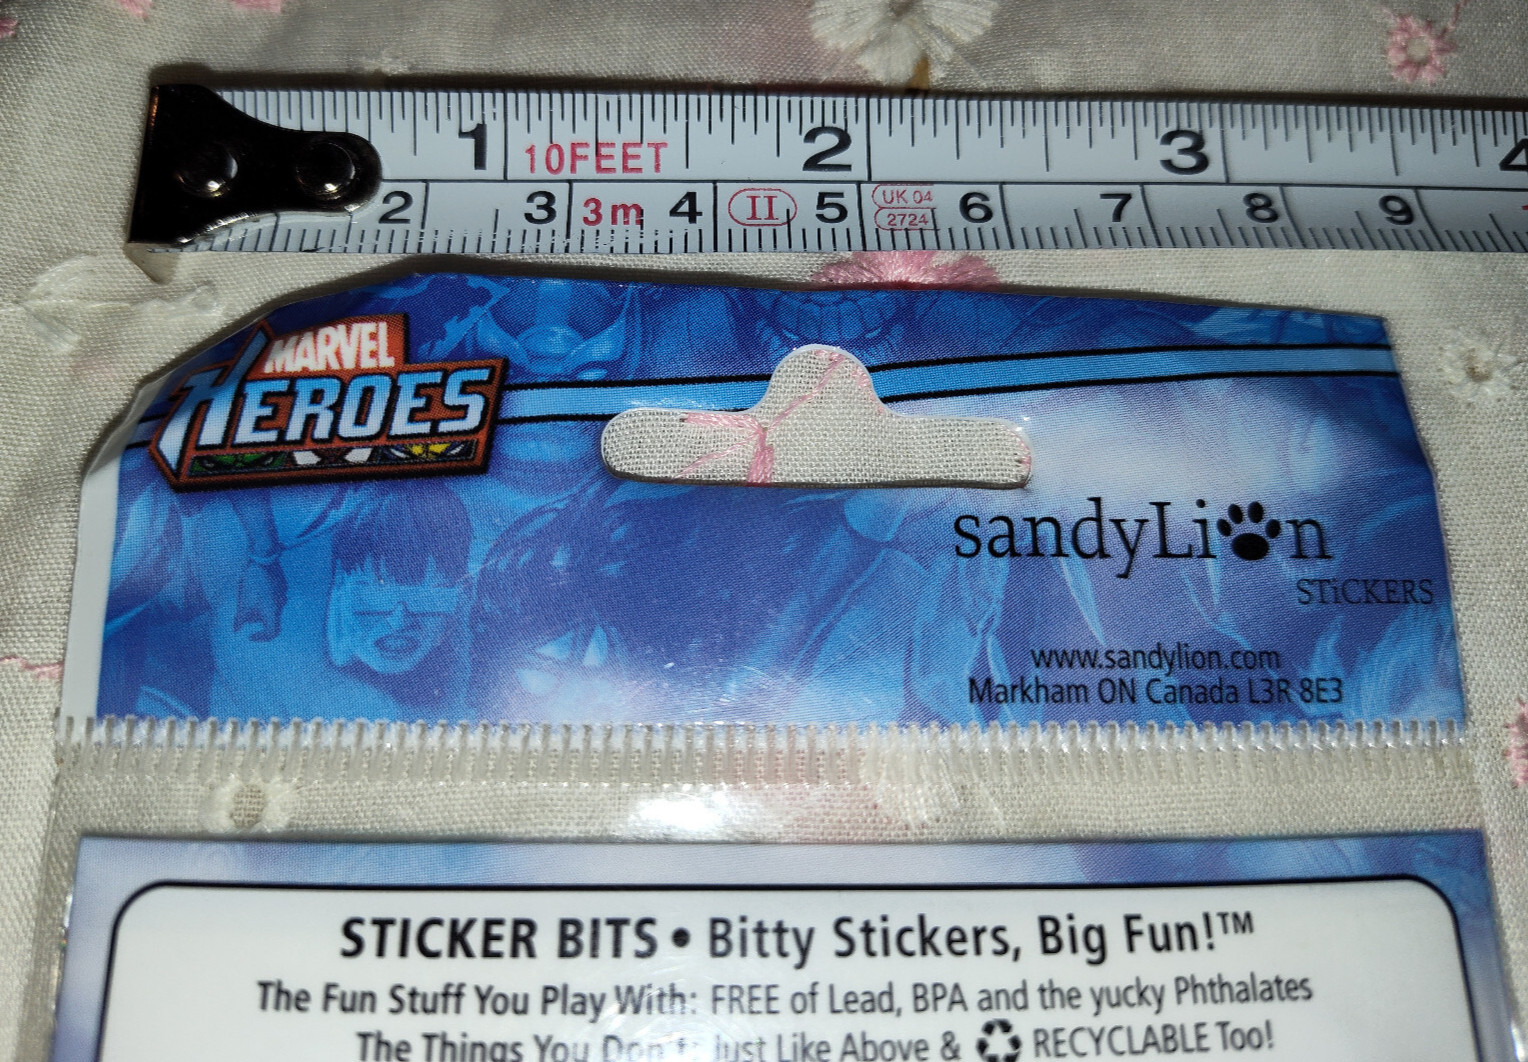 1 2 3 4
10FEET
2 3 3m 4 II 5 UK 04 6 7 8 9
2724
MARVEL
HEROES
sandyLion
STiCKERS
www.sandylion.com
Markham ON Canada L3R 8E3
STICKER BITS • Bitty Stickers, Big Fun!™
The Fun Stuff You Play With: FREE of Lead, BPA and the yucky Phthalates
The Things You Don't: Just Like Above & RECYCLABLE Too!